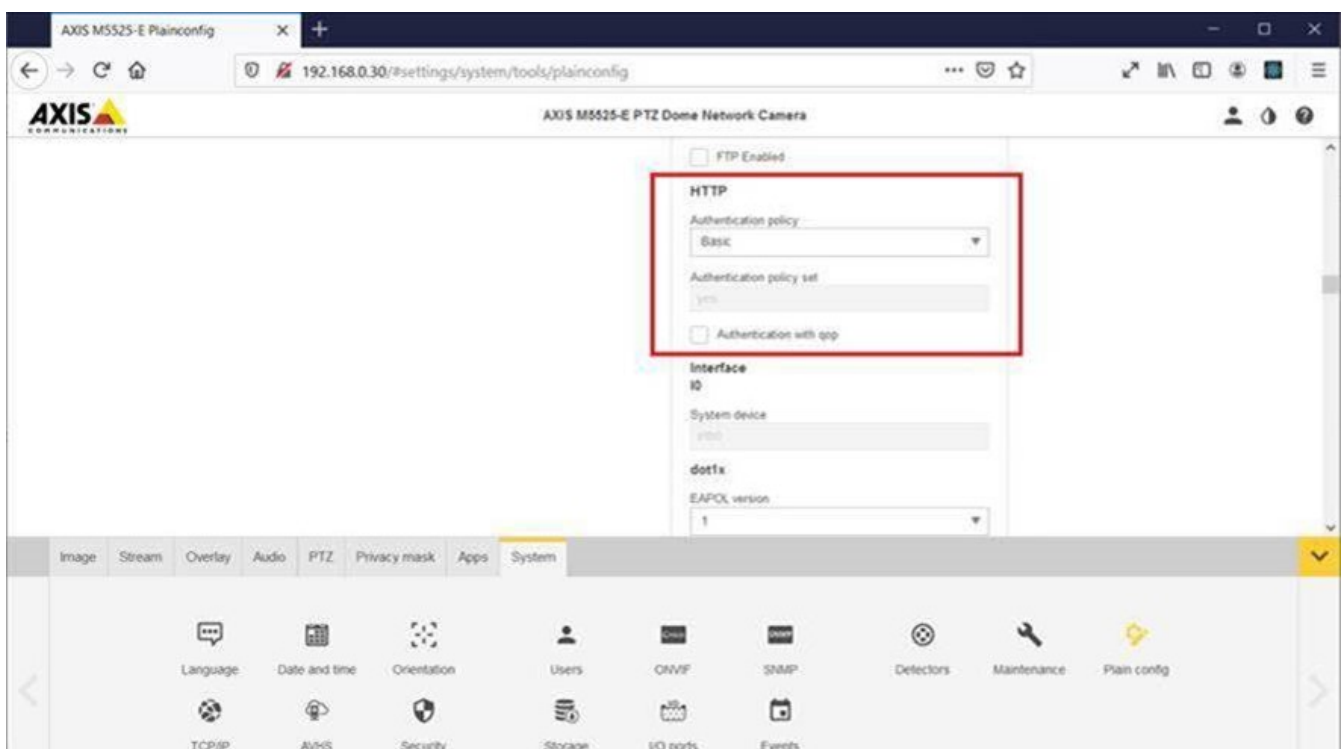 AXIS M5525-E Plainconfig
192.168.0.30/#settings/system/tools/plainconfig
AXIS
COMMUNICATIONS
AXIS M5525-E PTZ Dome Network Camera
FTP Enabled
HTTP
Authentication policy
Basic
Authentication policy set
yes
Authentication with qop
Interface
I0
System device
eth0
dot1x
EAPOL version
1
Image Stream Overlay Audio PTZ Privacy mask Apps System
Language Date and time Orientation Users ONVIF SNMP Detectors Maintenance Plain config
TCP/IP AVHS Security Storage I/O ports Events